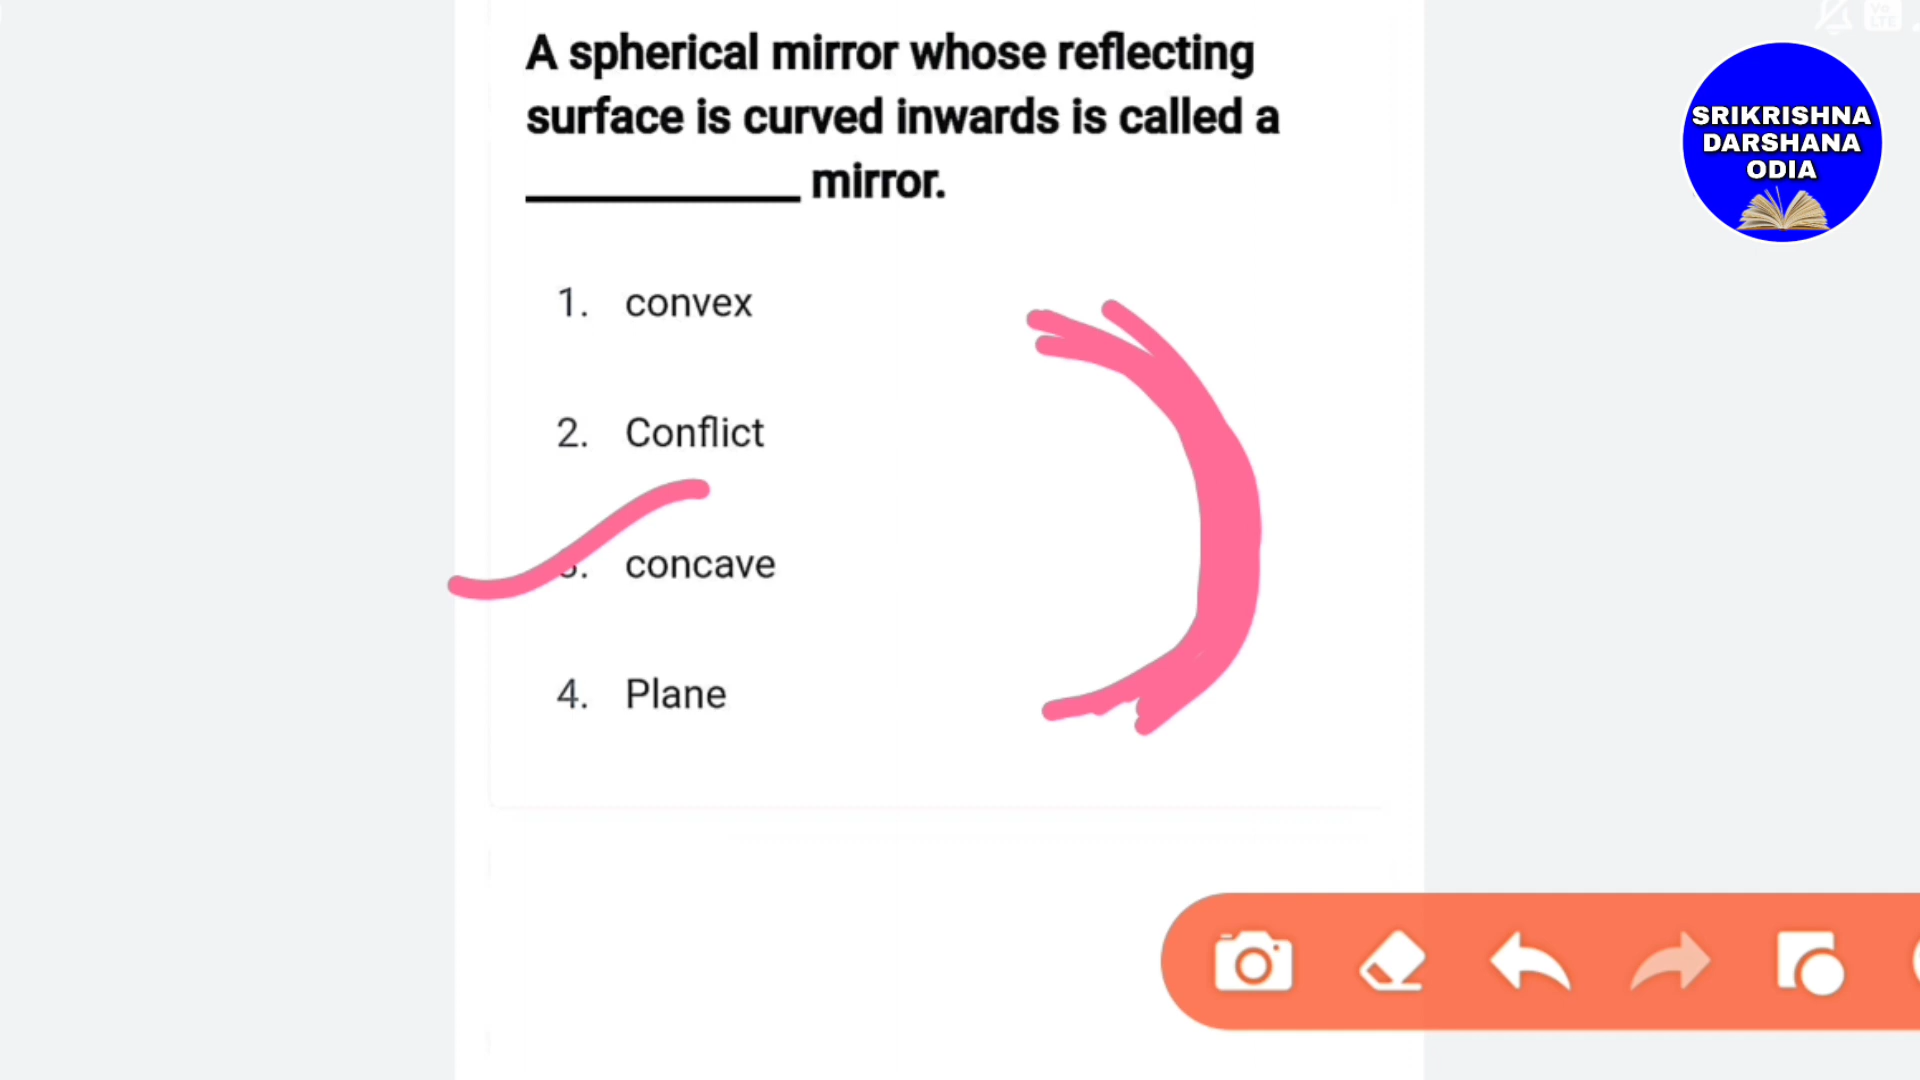 A spherical mirror whose reflecting
surface is curved inwards is called a
____________ mirror.
SRIKRISHNA
DARSHANA
ODIA
1. convex
2. Conflict
3. concave
4. Plane